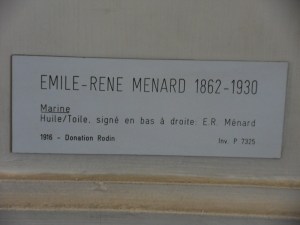 EMILE-RENE MENARD 1862-1930
Marine
Huile/Toile, signé en bas à droite: E.R. Ménard
1916 - Donation Rodin Inv. P 7325